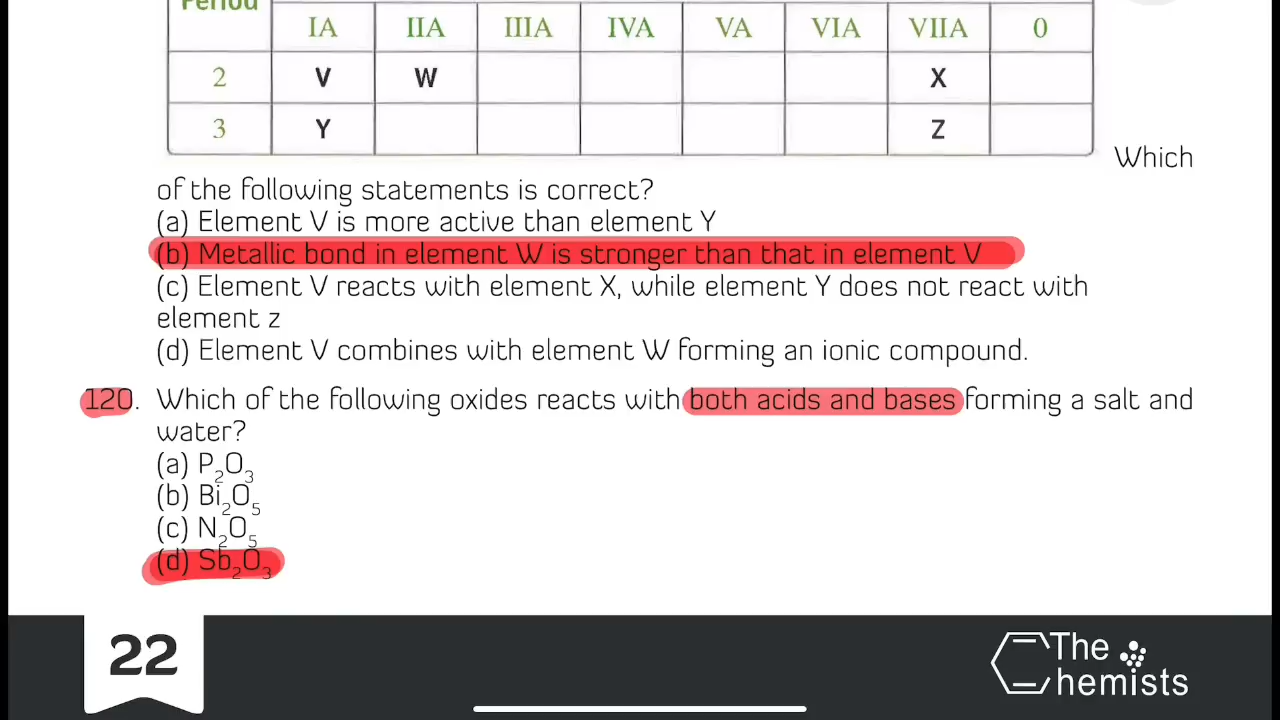 Period
IA IIA IIIA IVA VA VIA VIIA 0
2 V W X
3 Y Z
Which
of the following statements is correct?
(a) Element V is more active than element Y
(b) Metallic bond in element W is stronger than that in element V
(c) Element V reacts with element X, while element Y does not react with
element z
(d) Element V combines with element W forming an ionic compound.
120. Which of the following oxides reacts with both acids and bases forming a salt and
water?
(a) P₂O₃
(b) Bi₂O₅
(c) N₂O₅
(d) Sb₂O₃
22
The
hemists